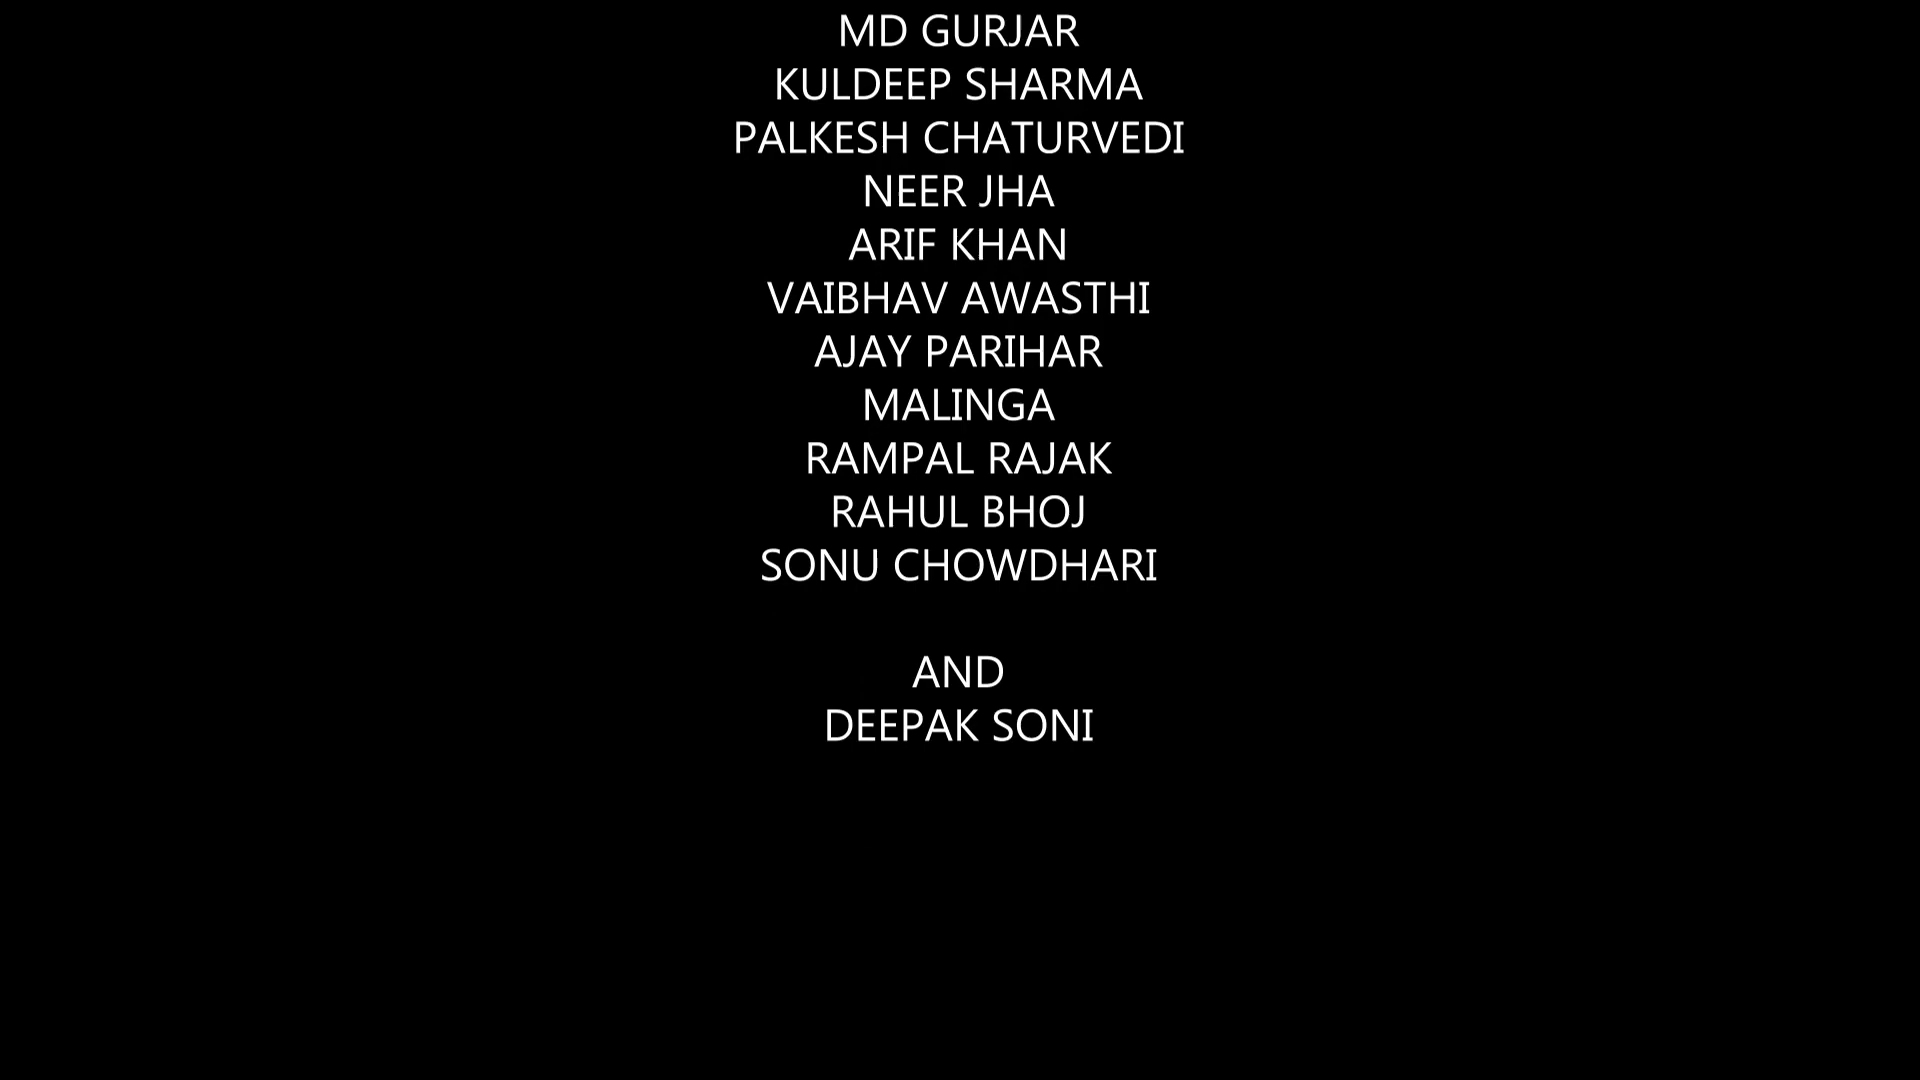 MD GURJAR
KULDEEP SHARMA
PALKESH CHATURVEDI
NEER JHA
ARIF KHAN
VAIBHAV AWASTHI
AJAY PARIHAR
MALINGA
RAMPAL RAJAK
RAHUL BHOJ
SONU CHOWDHARI
AND
DEEPAK SONI